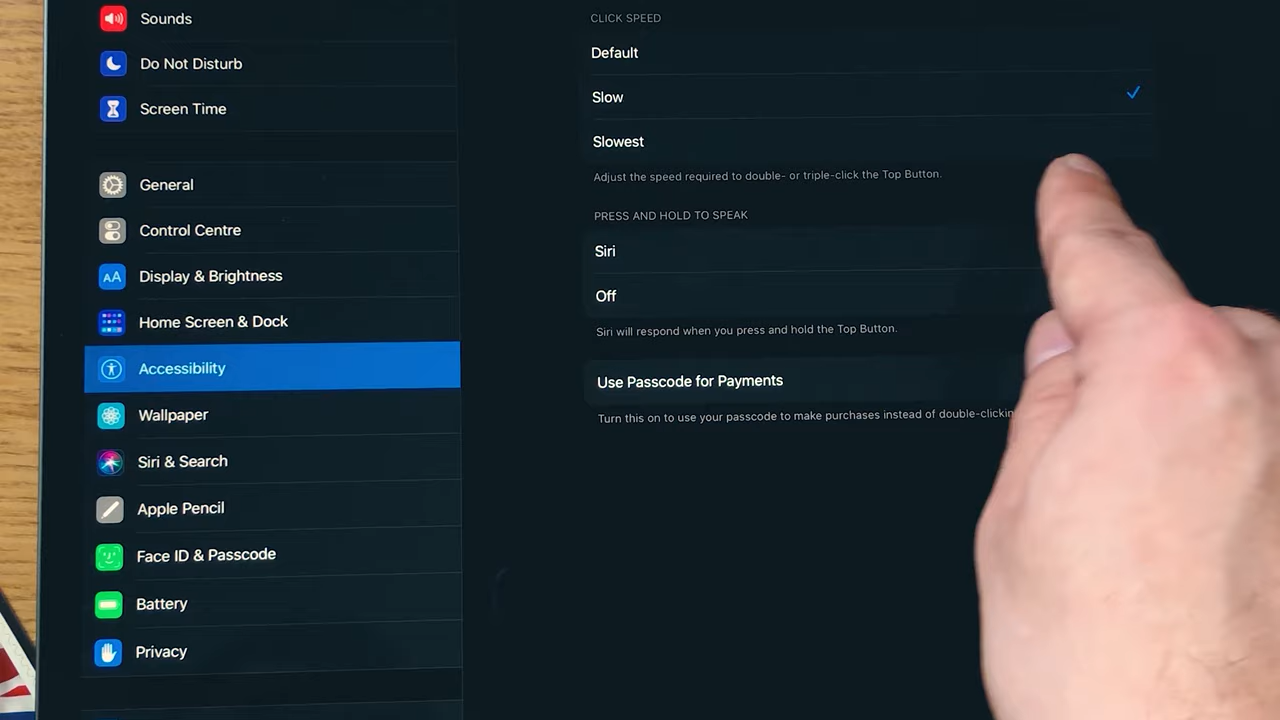 Sounds
Do Not Disturb
Screen Time
General
Control Centre
Display & Brightness
Home Screen & Dock
Accessibility
Wallpaper
Siri & Search
Apple Pencil
Face ID & Passcode
Battery
Privacy
CLICK SPEED
Default
Slow
Slowest
Adjust the speed required to double- or triple-click the Top Button.
PRESS AND HOLD TO SPEAK
Siri
Off
Siri will respond when you press and hold the Top Button.
Use Passcode for Payments
Turn this on to use your passcode to make purchases instead of double-clickin